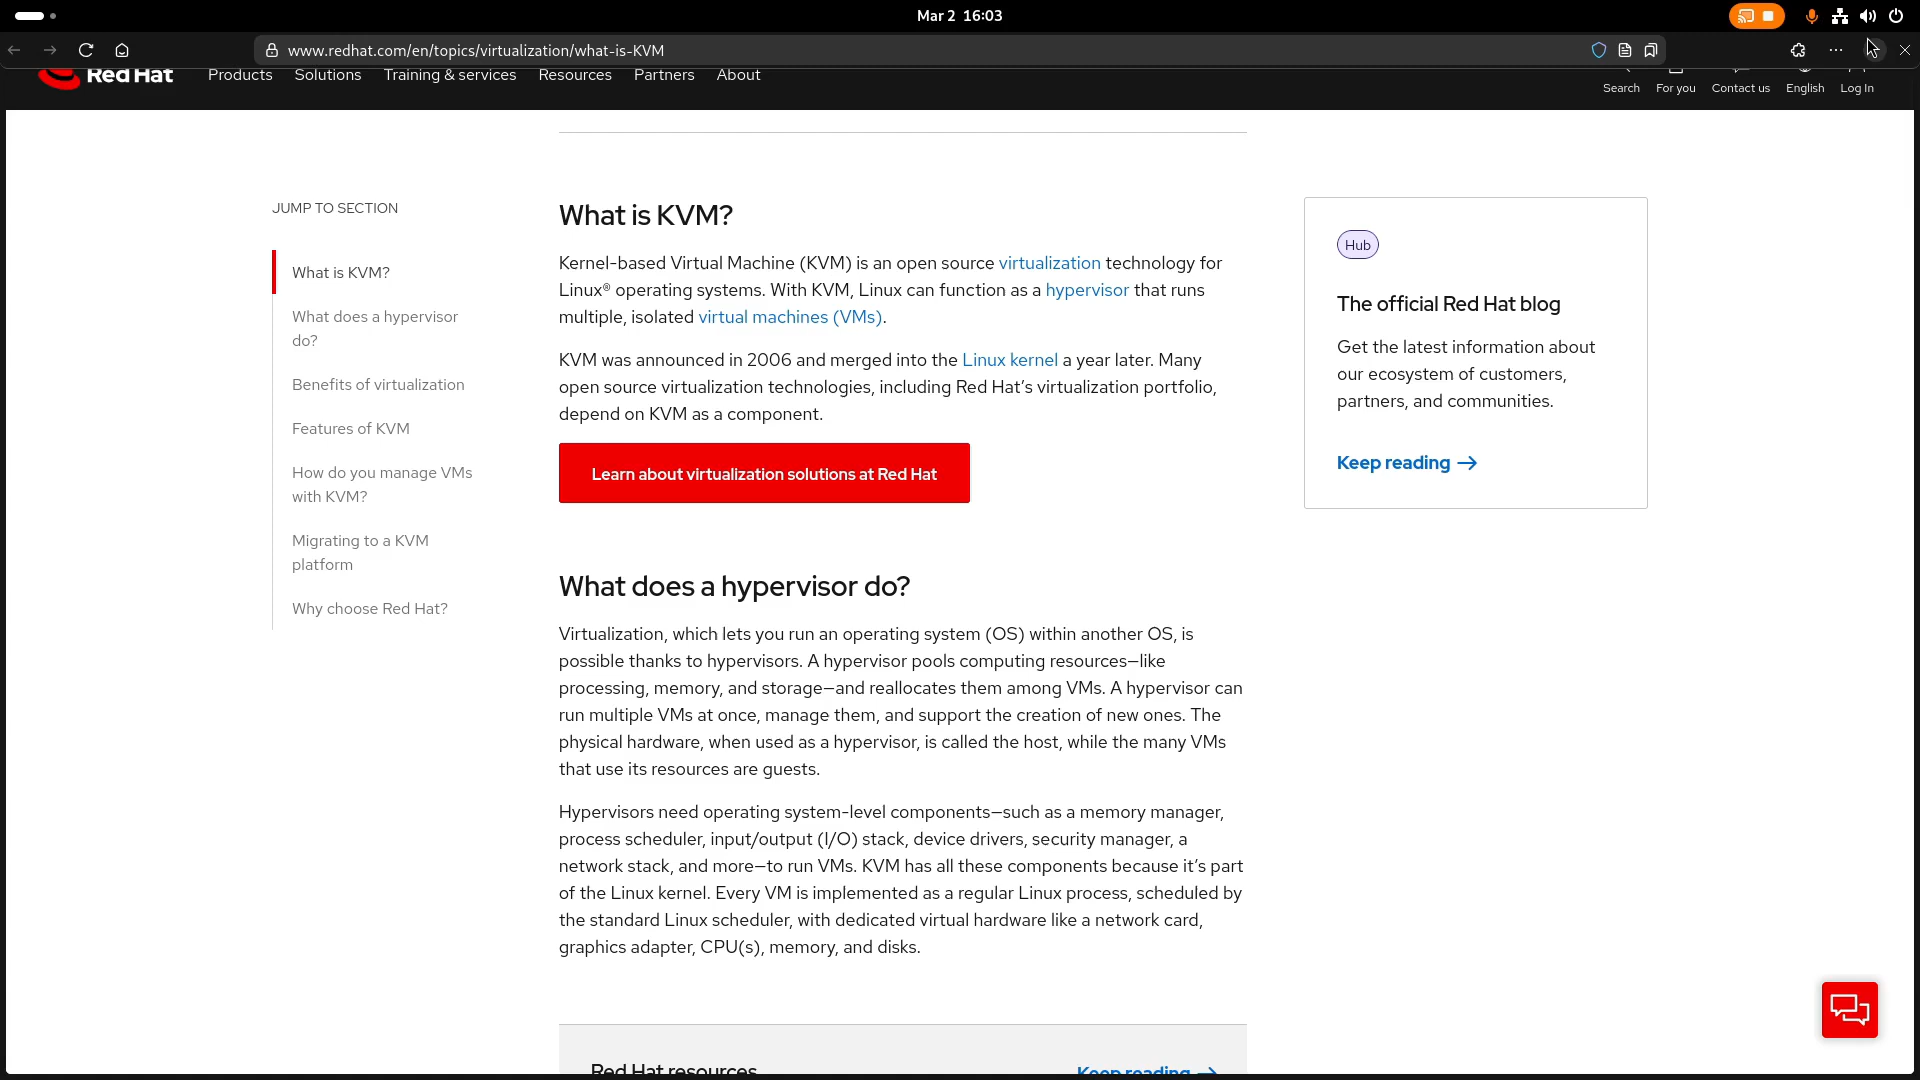 Mar 2 16:03
www.redhat.com/en/topics/virtualization/what-is-KVM
Red Hat
Products
Solutions
Training & services
Resources
Partners
About
Search
For you
Contact us
English
Log In
JUMP TO SECTION
What is KVM?
What does a hypervisor
do?
Benefits of virtualization
Features of KVM
How do you manage VMs
with KVM?
Migrating to a KVM
platform
Why choose Red Hat?
What is KVM?
Kernel-based Virtual Machine (KVM) is an open source virtualization technology for
Linux® operating systems. With KVM, Linux can function as a hypervisor that runs
multiple, isolated virtual machines (VMs).
KVM was announced in 2006 and merged into the Linux kernel a year later. Many
open source virtualization technologies, including Red Hat’s virtualization portfolio,
depend on KVM as a component.
Learn about virtualization solutions at Red Hat
What does a hypervisor do?
Virtualization, which lets you run an operating system (OS) within another OS, is
possible thanks to hypervisors. A hypervisor pools computing resources—like
processing, memory, and storage—and reallocates them among VMs. A hypervisor can
run multiple VMs at once, manage them, and support the creation of new ones. The
physical hardware, when used as a hypervisor, is called the host, while the many VMs
that use its resources are guests.
Hypervisors need operating system-level components—such as a memory manager,
process scheduler, input/output (I/O) stack, device drivers, security manager, a
network stack, and more—to run VMs. KVM has all these components because it’s part
of the Linux kernel. Every VM is implemented as a regular Linux process, scheduled by
the standard Linux scheduler, with dedicated virtual hardware like a network card,
graphics adapter, CPU(s), memory, and disks.
Red Hat resources
Keep reading
Hub
The official Red Hat blog
Get the latest information about
our ecosystem of customers,
partners, and communities.
Keep reading